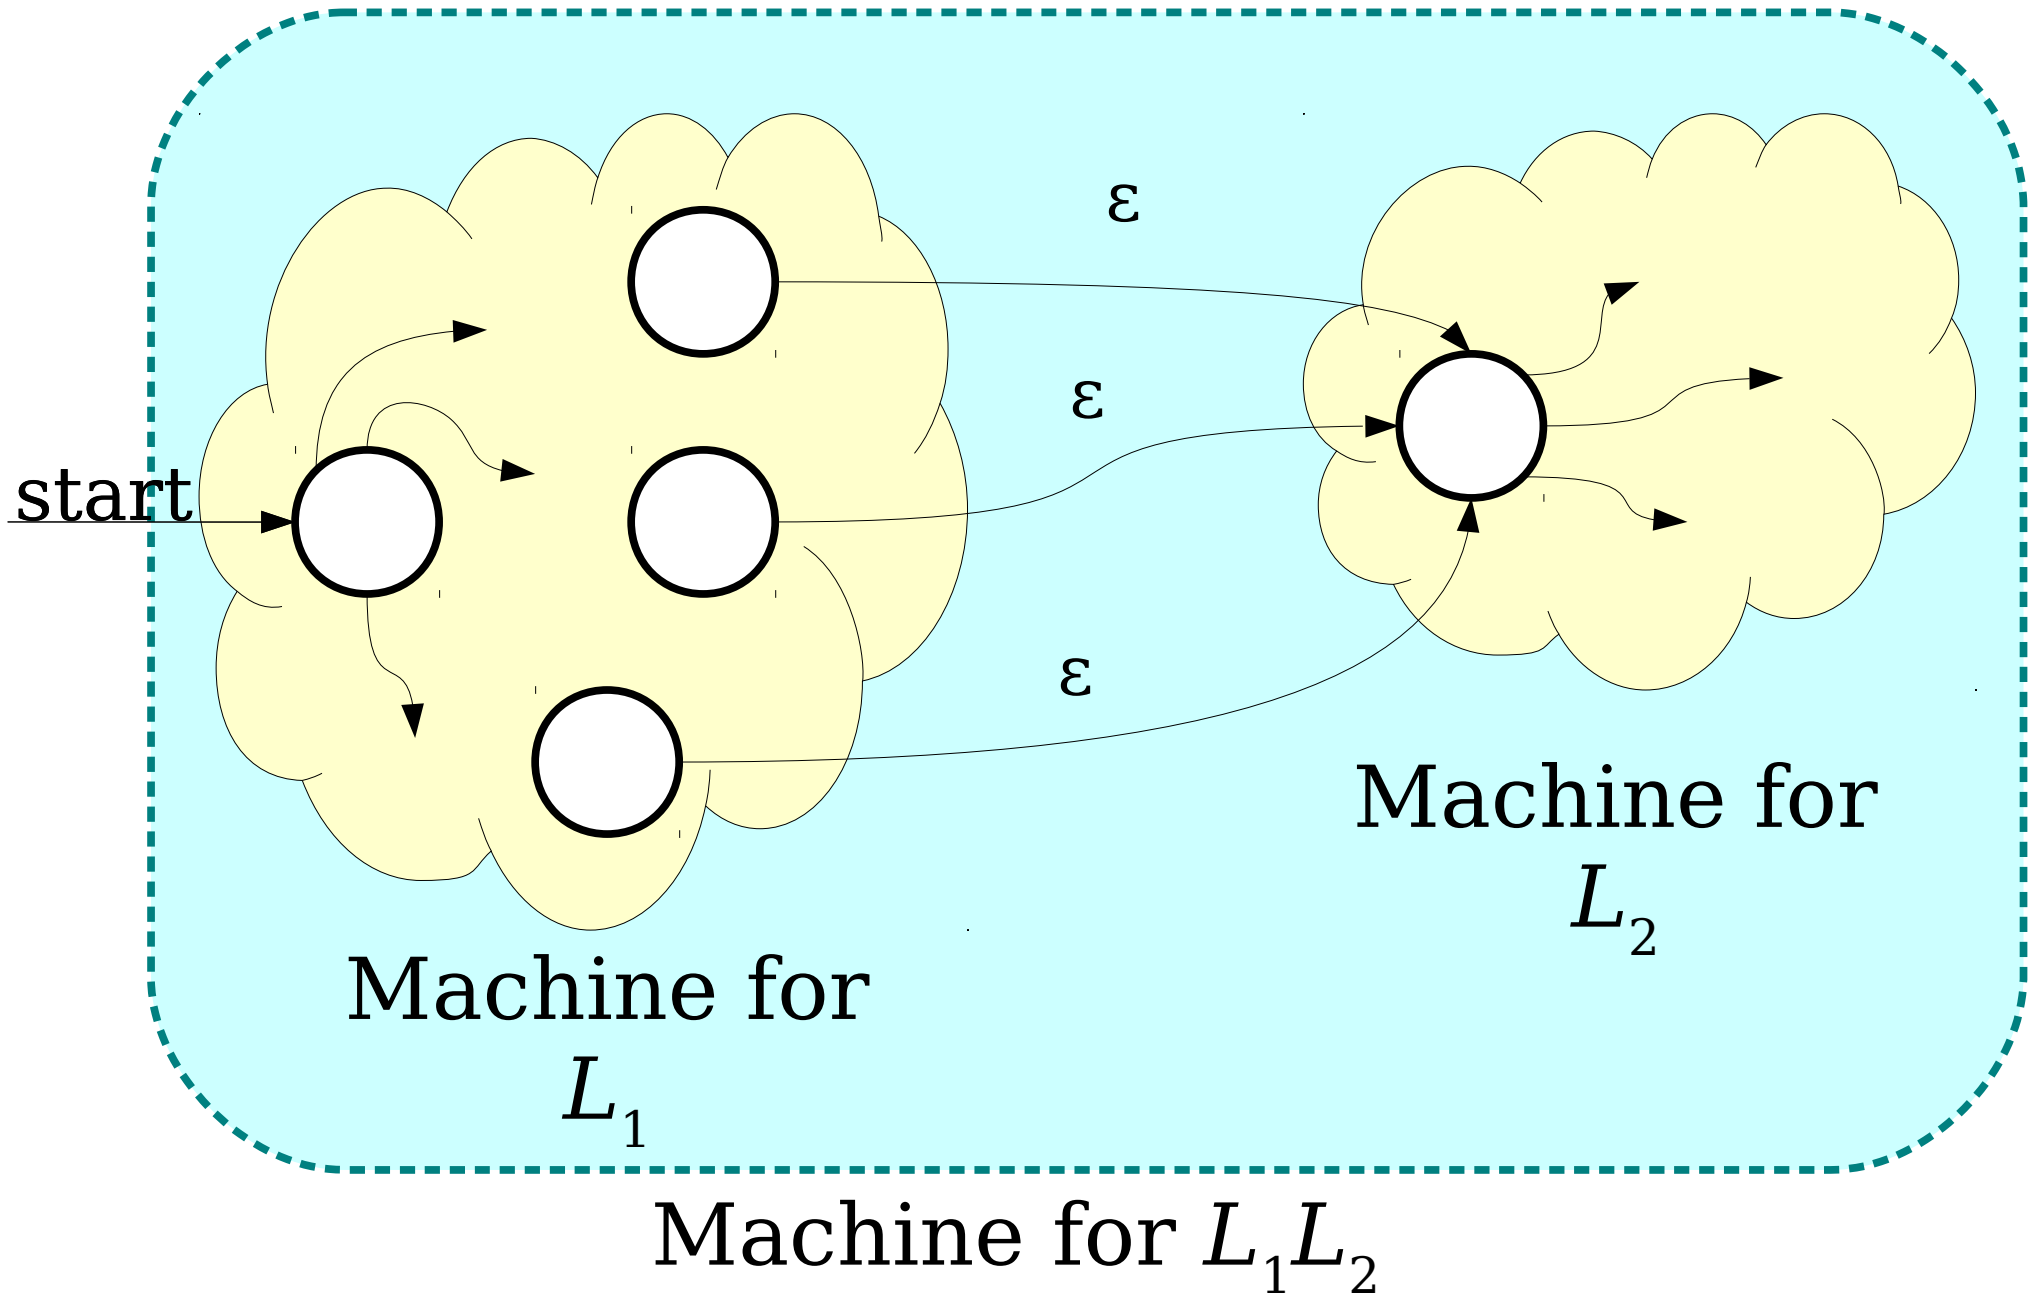 ε
ε
start
ε
Machine for
L₂
Machine for
L₁
Machine for L₁L₂